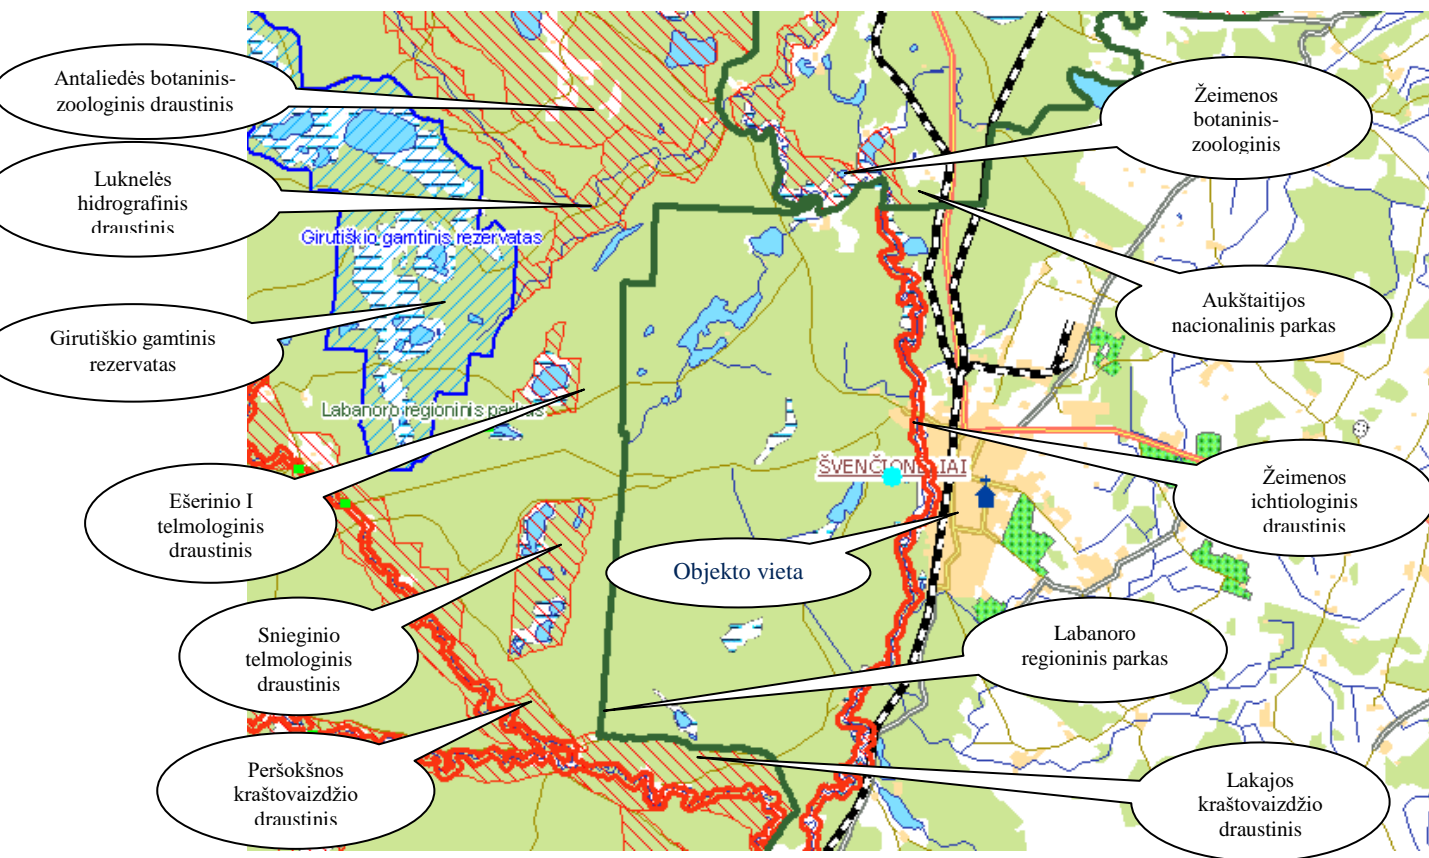 Antaliedės botaninis-
zoologinis draustinis
Žeimenos
botaninis-
zoologinis
Luknelės
hidrografinis
draustinis
Girutiškio gamtinis rezervatas
Aukštaitijos
nacionalinis parkas
Girutiškio gamtinis
rezervatas
Labanoro regioninis parkas
ŠVENČIONĖLIAI
Ešerinio I
telmologinis
draustinis
Žeimenos
ichtiologinis
draustinis
Objekto vieta
Snieginio
telmologinis
draustinis
Labanoro
regioninis parkas
Peršokšnos
kraštovaizdžio
draustinis
Lakajos
kraštovaizdžio
draustinis